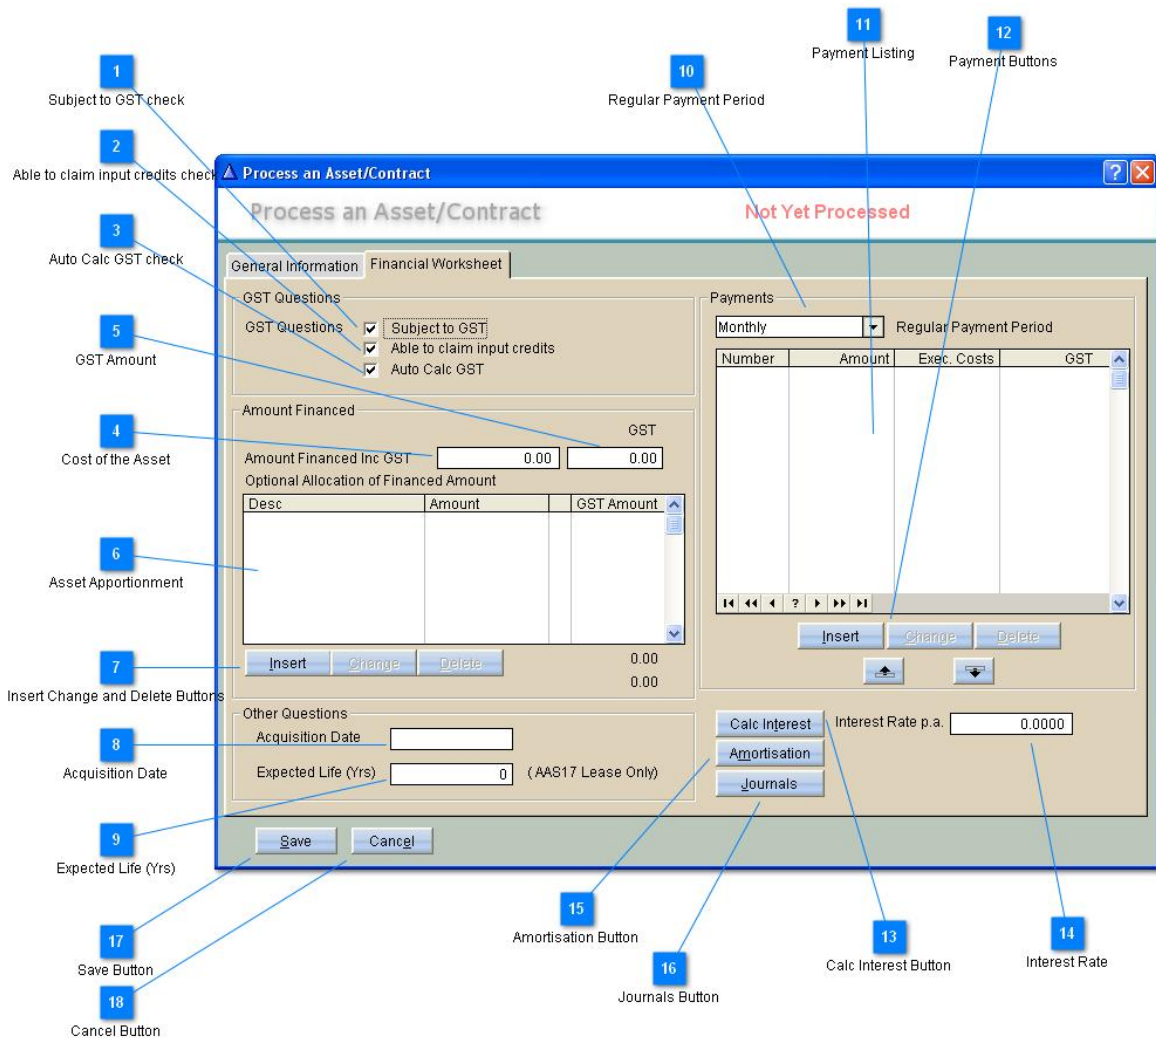 11
Payment Listing
12
Payment Buttons
1
Subject to GST check
10
Regular Payment Period
2
Able to claim input credits check
3
Auto Calc GST check
5
GST Amount
4
Cost of the Asset
6
Asset Apportionment
7
Insert Change and Delete Buttons
8
Acquisition Date
9
Expected Life (Yrs)
17
Save Button
18
Cancel Button
Process an Asset/Contract
?
Process an Asset/Contract
Not Yet Processed
General Information
Financial Worksheet
GST Questions
GST Questions
Subject to GST
Able to claim input credits
Auto Calc GST
Amount Financed
GST
Amount Financed Inc GST 0.00 0.00
Optional Allocation of Financed Amount
Desc Amount GST Amount
Insert Change Delete
0.00
0.00
Other Questions
Acquisition Date
Expected Life (Yrs) 0 (AAS17 Lease Only)
Save Cancel
Payments
Monthly Regular Payment Period
Number Amount Exec. Costs GST
?
Insert Change Delete
Calc Interest Interest Rate p.a. 0.0000
Amortisation
Journals
15
Amortisation Button
16
Journals Button
13
Calc Interest Button
14
Interest Rate